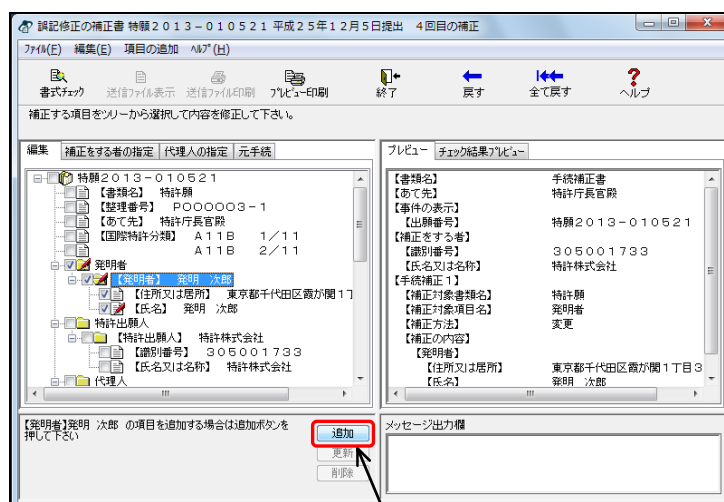 誤記修正の補正書 特願２０１３－０１０５２１ 平成２５年１２月５日提出 ４回目の補正
ﾌｧｲﾙ(F) 編集(E) 項目の追加 ﾍﾙﾌﾟ(H)
書式ﾁｪｯｸ 送信ﾌｧｲﾙ表示 送信ﾌｧｲﾙ印刷 ﾌﾟﾚﾋﾞｭｰ印刷 終了 戻す 全て戻す ヘルプ
補正する項目をツリーから選択して内容を修正して下さい。
編集 補正をする者の指定 代理人の指定 元手続
特願２０１３－０１０５２１
【書類名】 特許願
【整理番号】 Ｐ００００００３－１
【あて先】 特許庁長官殿
【国際特許分類】 Ａ１１Ｂ １／１１
Ａ１１Ｂ ２／１１
発明者
【発明者】 発明 次郎
【住所又は居所】 東京都千代田区霞が関１丁
【氏名】 発明 次郎
特許出願人
【特許出願人】 特許株式会社
【識別番号】 ３０５００１７３３
【氏名又は名称】 特許株式会社
代理人
プレビュー チェック結果プレビュー
【書類名】 手続補正書
【あて先】 特許庁長官殿
【事件の表示】
【出願番号】 特願２０１３－０１０５２１
【補正をする者】
【識別番号】 ３０５００１７３３
【氏名又は名称】 特許株式会社
【手続補正１】
【補正対象書類名】 特許願
【補正対象項目名】 発明者
【補正方法】 変更
【補正の内容】
【発明者】
【住所又は居所】 東京都千代田区霞が関１丁目３
【氏名】 発明 次郎
【発明者】発明 次郎 の項目を追加する場合は追加ボタンを
押して下さい
追加
更新
削除
メッセージ出力欄